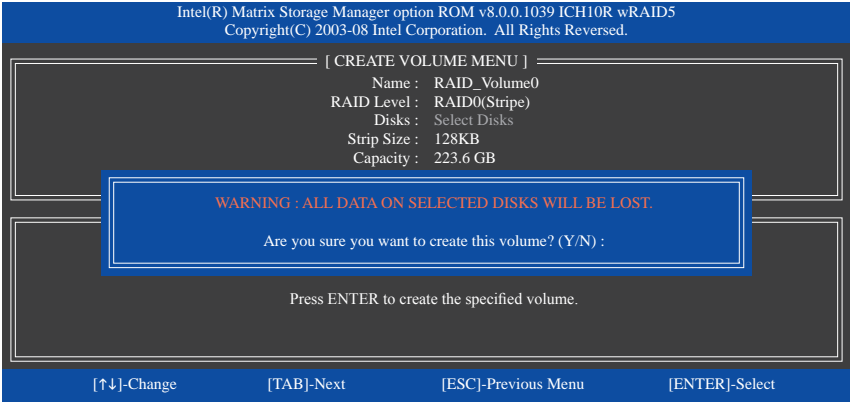 Intel(R) Matrix Storage Manager option ROM v8.0.0.1039 ICH10R wRAID5
Copyright(C) 2003-08 Intel Corporation. All Rights Reversed.
[ CREATE VOLUME MENU ]
Name : RAID_Volume0
RAID Level : RAID0(Stripe)
Disks : Select Disks
Strip Size : 128KB
Capacity : 223.6 GB
WARNING : ALL DATA ON SELECTED DISKS WILL BE LOST.
Are you sure you want to create this volume? (Y/N) :
Press ENTER to create the specified volume.
[↑↓]-Change [TAB]-Next [ESC]-Previous Menu [ENTER]-Select